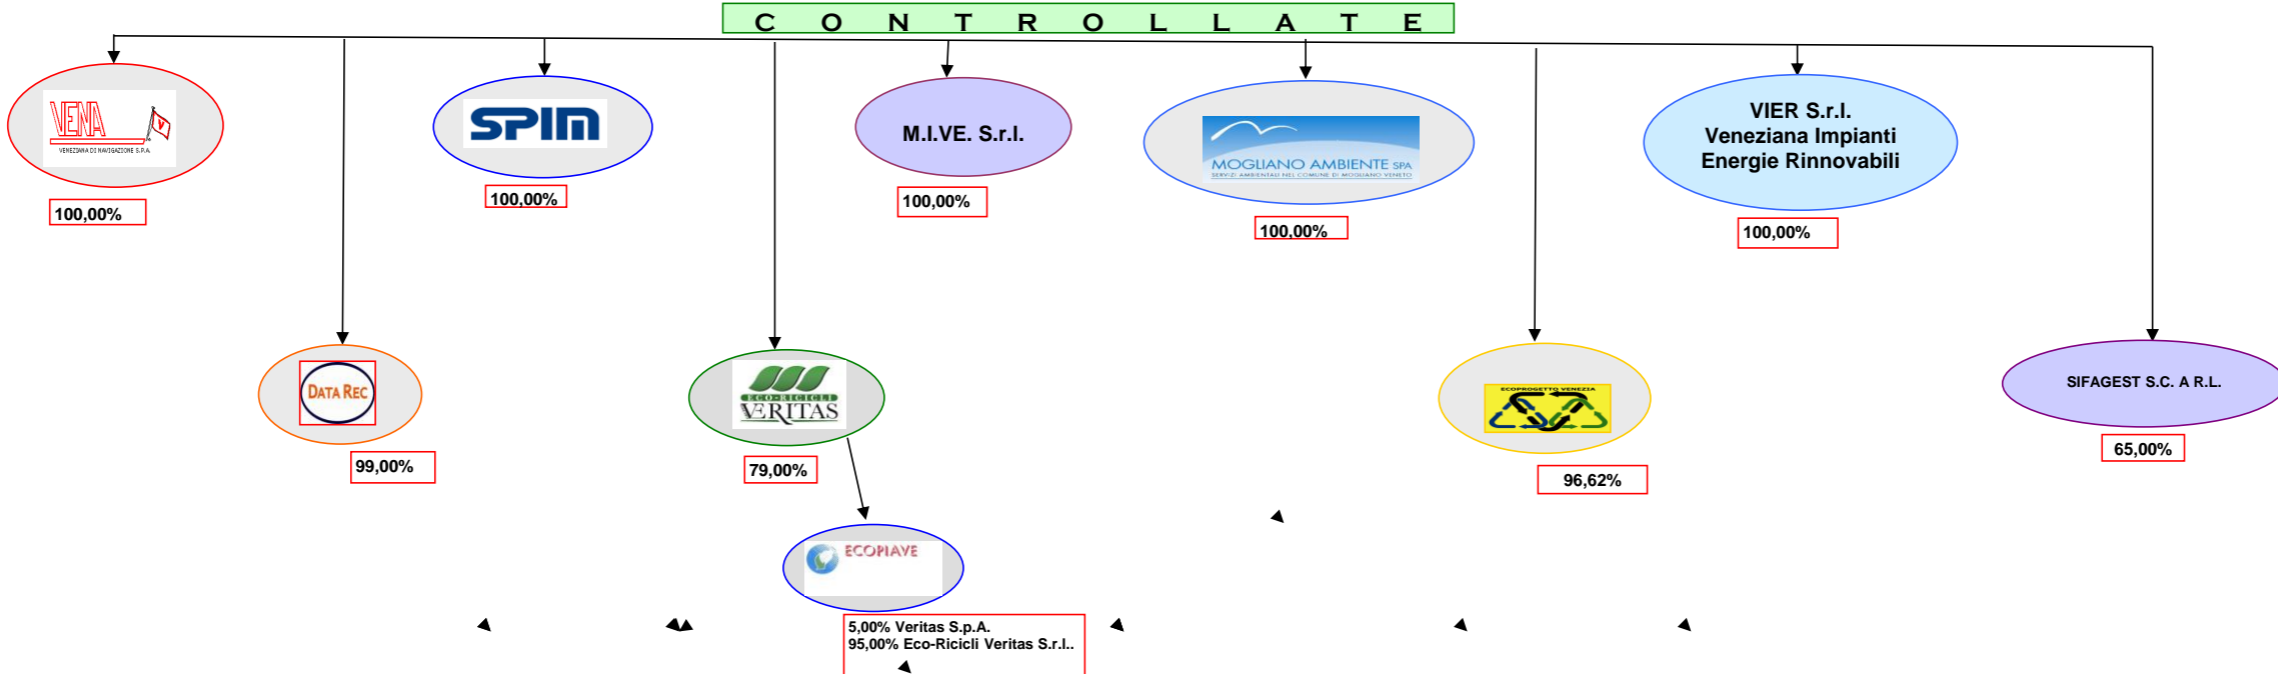 C O N T R O L L A T E
VENA
V
VENEZIANA DI NAVIGAZIONE S.P.A.
100,00%
SPIM
100,00%
M.I.VE. S.r.l.
100,00%
MOGLIANO AMBIENTE SPA
SERVIZI AMBIENTALI NEL COMUNE DI MOGLIANO VENETO
100,00%
VIER S.r.l.
Veneziana Impianti
Energie Rinnovabili
100,00%
DATA REC
99,00%
ECO-RICICLI
VERITAS
79,00%
ECOPROGETTO VENEZIA
96,62%
SIFAGEST S.C. A R.L.
65,00%
ECOPIAVE
5,00% Veritas S.p.A.
95,00% Eco-Ricicli Veritas S.r.l..